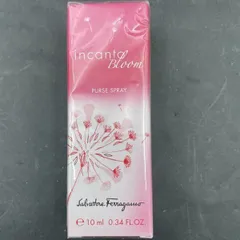 incanto
Bloom
PURSE SPRAY
Salvatore Ferragamo
e 10 ml 0.34 FL.OZ.